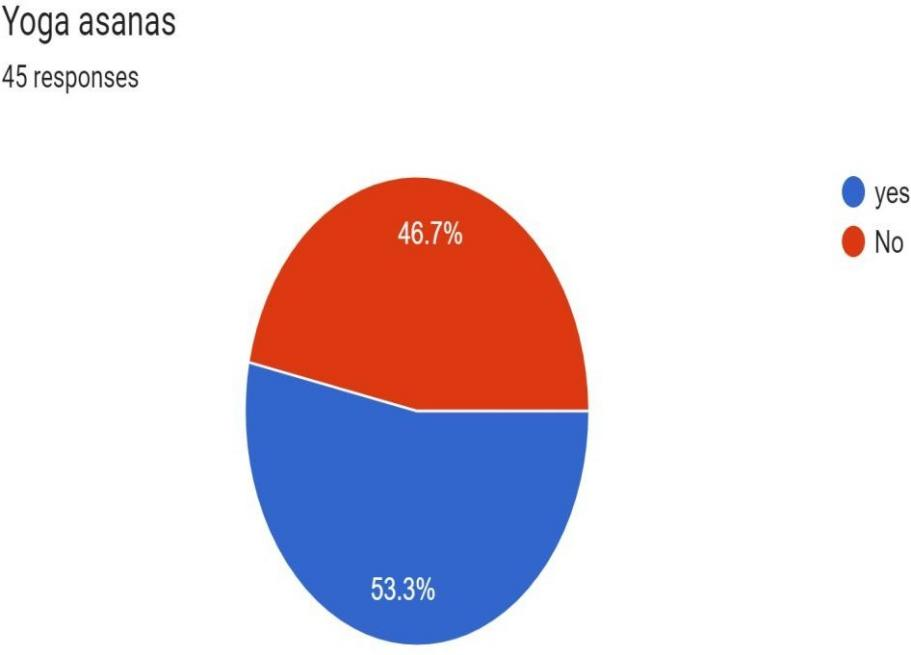 Yoga asanas
45 responses
yes
No
46.7%
53.3%